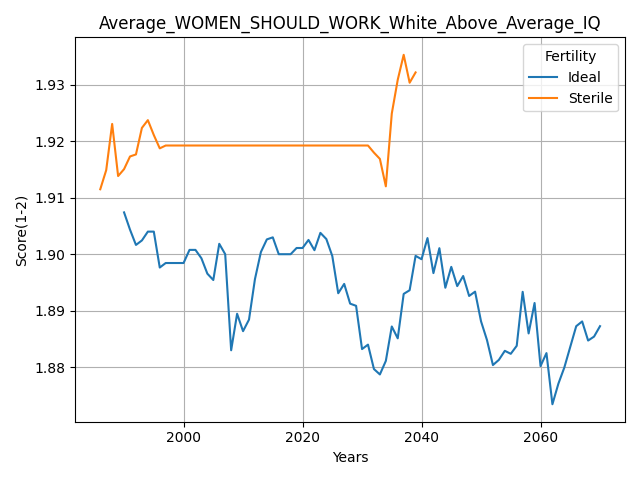 Average_WOMEN_SHOULD_WORK_White_Above_Average_IQ
Fertility
Ideal
Sterile
Score(1-2)
1.93
1.92
1.91
1.90
1.89
1.88
2000 2020 2040 2060
Years